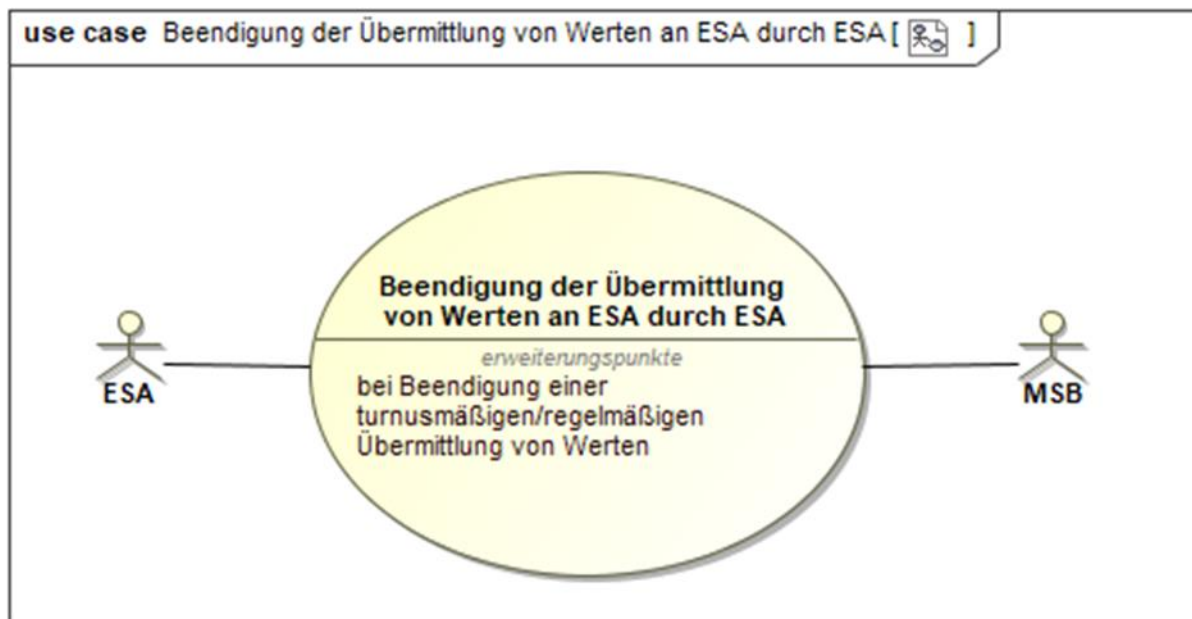 use case Beendigung der Übermittlung von Werten an ESA durch ESA [ ]
Beendigung der Übermittlung
von Werten an ESA durch ESA
erweiterungspunkte
bei Beendigung einer
turnusmäßigen/regelmäßigen
Übermittlung von Werten
ESA
MSB